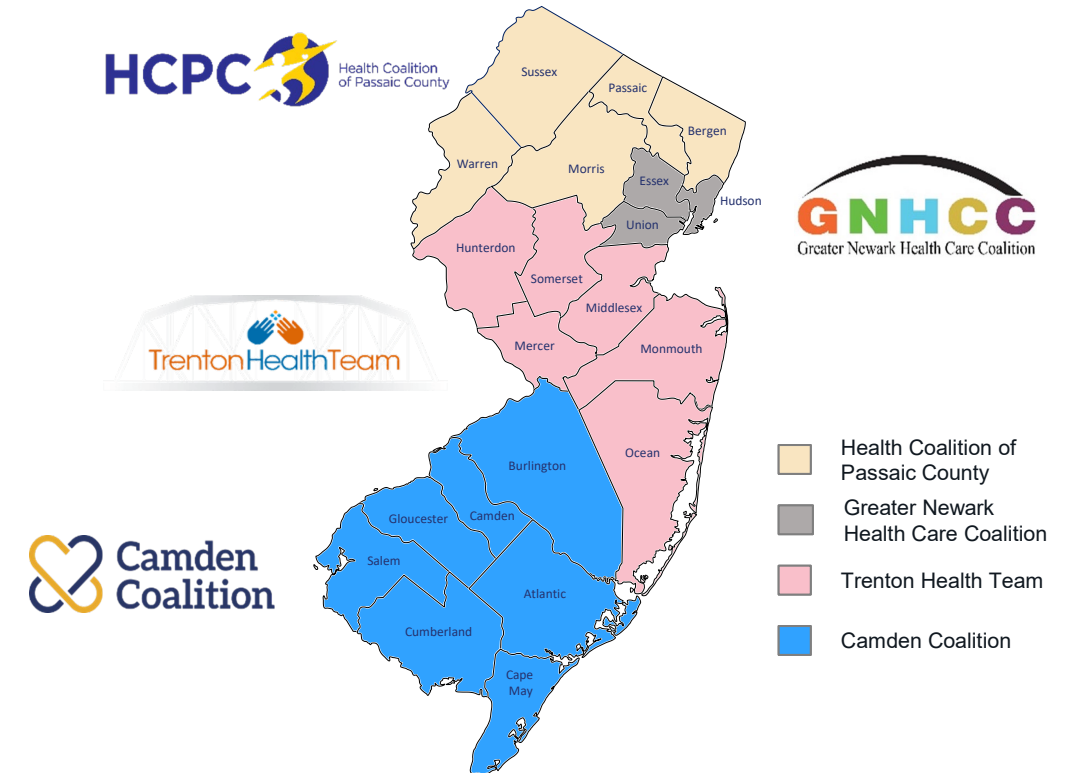 HCPC
Health Coalition
of Passaic County
Sussex
Passaic
Bergen
Warren
Morris
Essex
Hudson
Union
GNHCC
Greater Newark Health Care Coalition
Hunterdon
Somerset
Middlesex
TrentonHealthTeam
Mercer
Monmouth
Ocean
Burlington
Camden
Gloucester
Salem
Atlantic
Cumberland
Cape
May
Camden
Coalition
Health Coalition of
Passaic County
Greater Newark
Health Care Coalition
Trenton Health Team
Camden Coalition